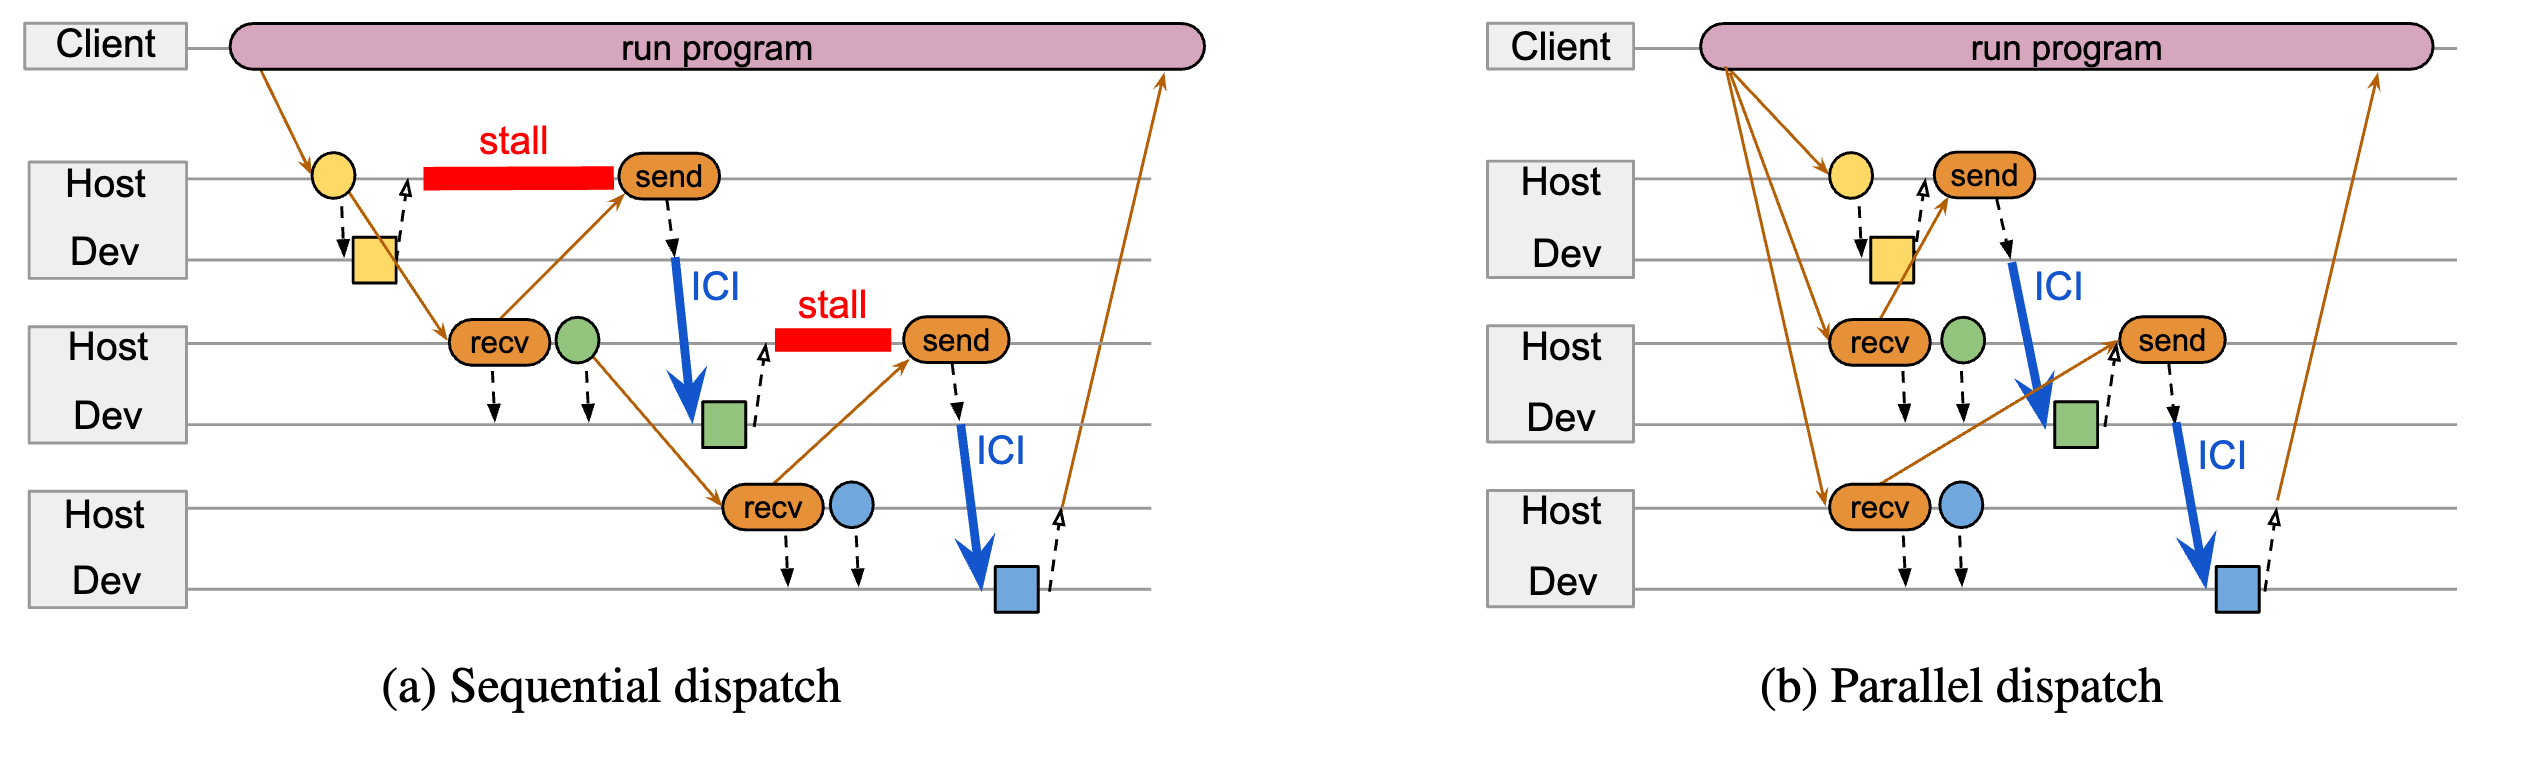 Client
run program
stall
Host
send
Dev
ICI
stall
Host
recv
send
Dev
ICI
Host
recv
Dev
(a) Sequential dispatch
Client
run program
Host
send
Dev
ICI
Host
recv
send
Dev
ICI
Host
recv
Dev
(b) Parallel dispatch